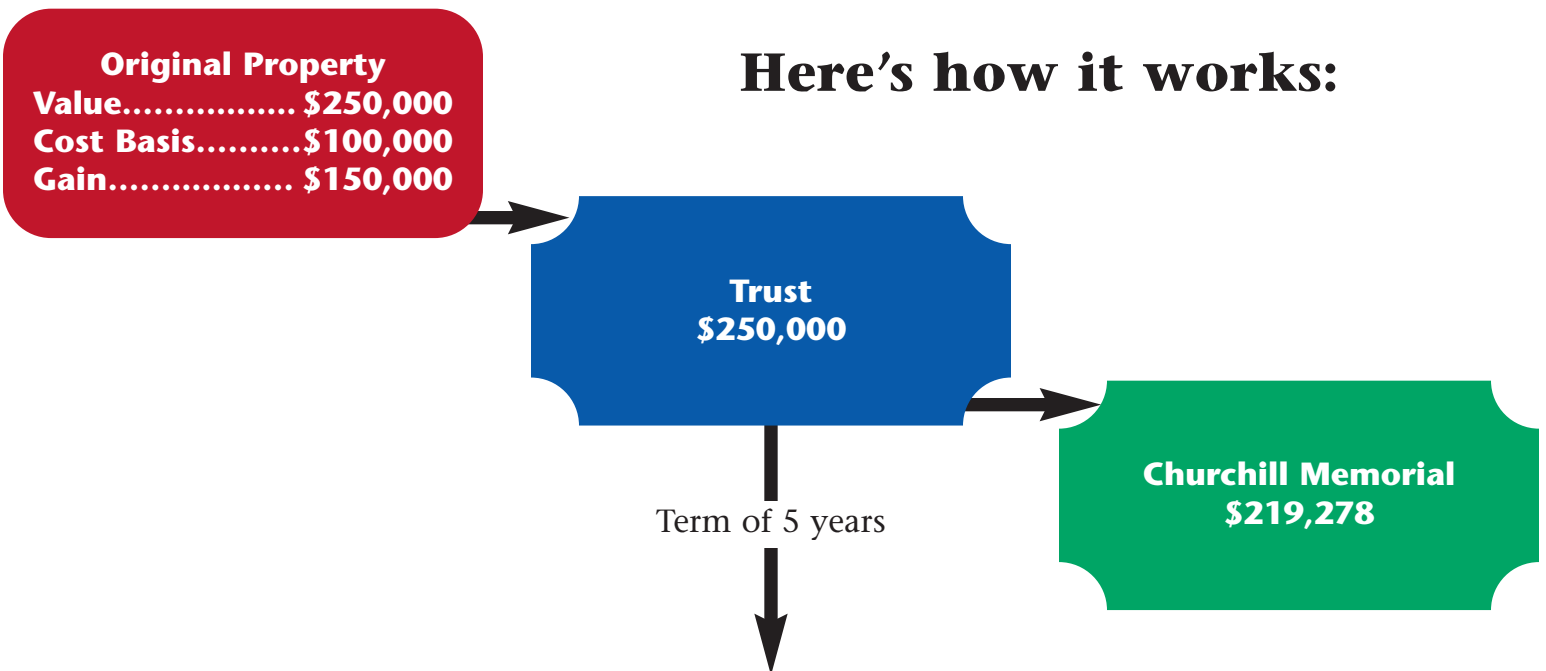 Original Property
Value................. $250,000
Cost Basis..........$100,000
Gain.................. $150,000
Here’s how it works:
Trust
$250,000
Churchill Memorial
$219,278
Term of 5 years